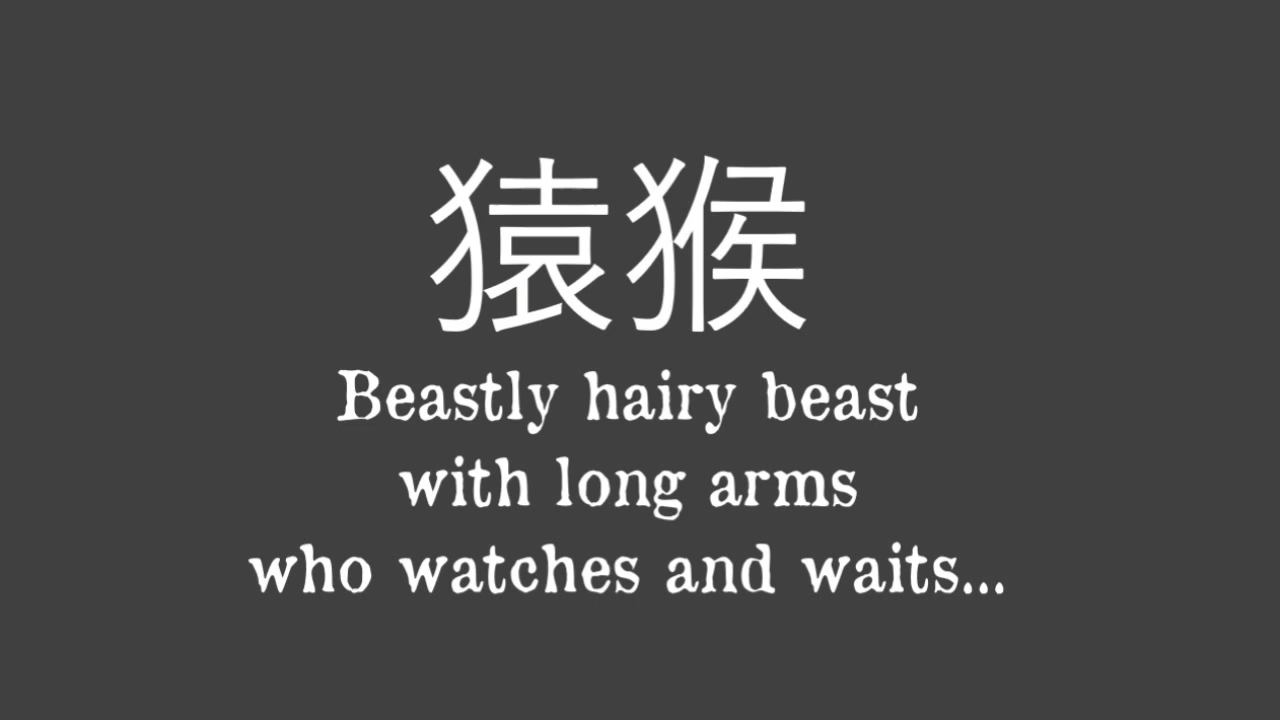 猿猴
Beastly hairy beast
with long arms
who watches and waits...